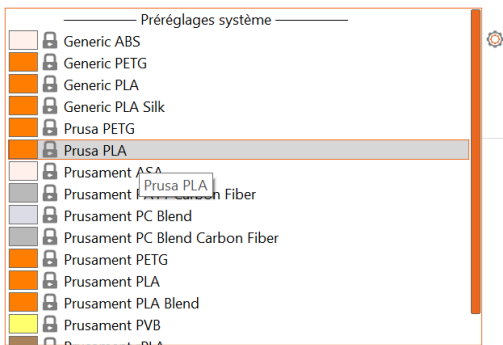 Préréglages système
Generic ABS
Generic PETG
Generic PLA
Generic PLA Silk
Prusa PETG
Prusa PLA
Prusament ASA
Prusa PLA
Prusament Carbon Fiber
Prusament PC Blend
Prusament PC Blend Carbon Fiber
Prusament PETG
Prusament PLA
Prusament PLA Blend
Prusament PVB